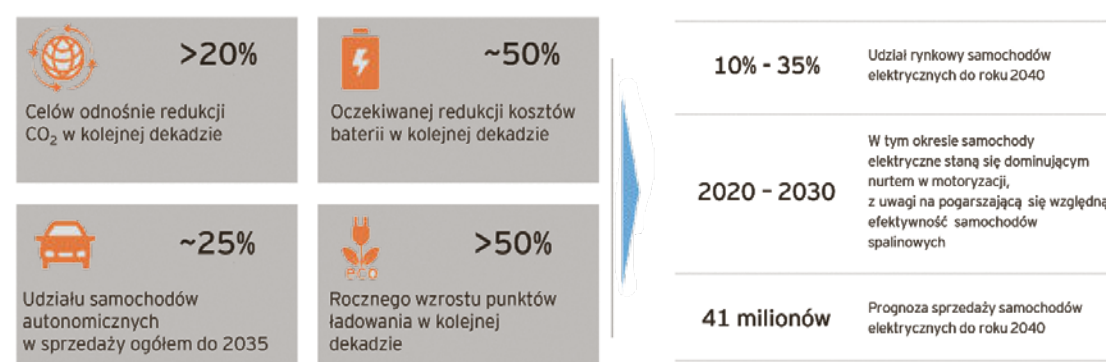 >20%
Celów odnośnie redukcji
CO₂ w kolejnej dekadzie
~50%
Oczekiwanej redukcji kosztów
baterii w kolejnej dekadzie
~25%
Udziału samochodów
autonomicznych
w sprzedaży ogółem do 2035
>50%
Rocznego wzrostu punktów
ładowania w kolejnej
dekadzie
10% - 35%
Udział rynkowy samochodów
elektrycznych do roku 2040
2020 – 2030
W tym okresie samochody
elektryczne staną się dominującym
nurtem w motoryzacji,
z uwagi na pogarszającą się względną
efektywność samochodów
spalinowych
41 milionów
Prognoza sprzedaży samochodów
elektrycznych do roku 2040